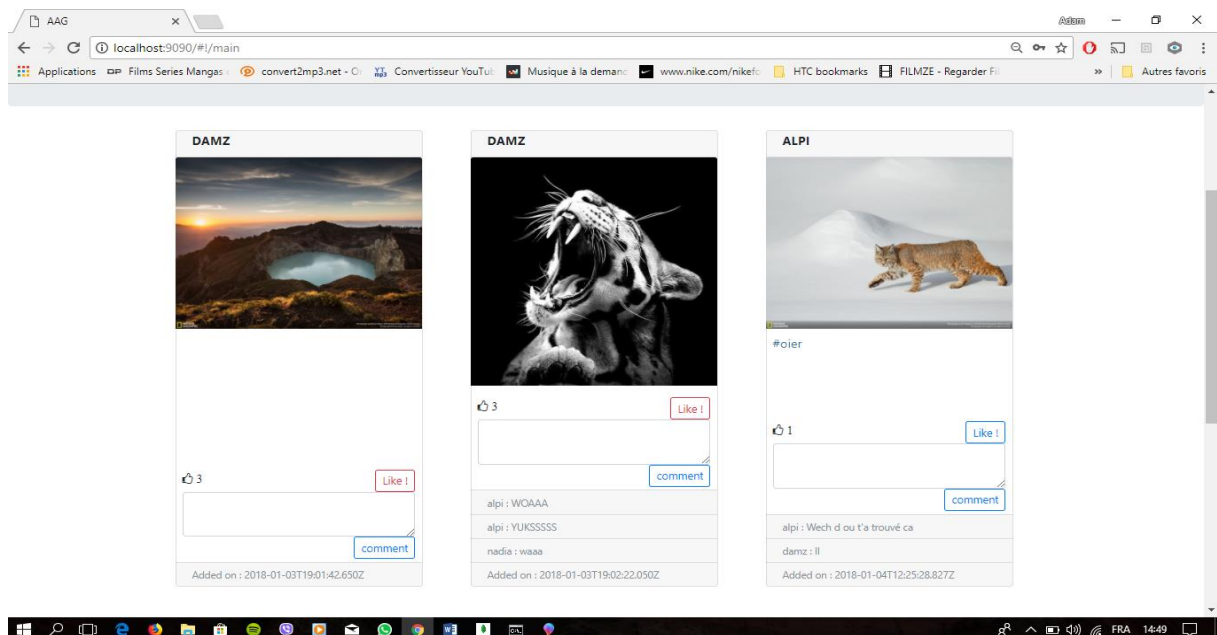 AAG
Adam
localhost:9090/#!/main
Applications
DP Films Series Mangas
convert2mp3.net - O
Convertisseur YouTub
Musique à la demanc
www.nike.com/nikefc
HTC bookmarks
FILMZE - Regarder Fil
»
Autres favoris
DAMZ
3
Like !
comment
Added on : 2018-01-03T19:01:42.650Z
DAMZ
3
Like !
comment
alpi : WOAAA
alpi : YUKSSSSS
nadia : waaa
Added on : 2018-01-03T19:02:22.050Z
ALPI
#oier
1
Like !
comment
alpi : Wech d ou t'a trouvé ca
damz : ll
Added on : 2018-01-04T12:25:28.827Z
FRA
14:49